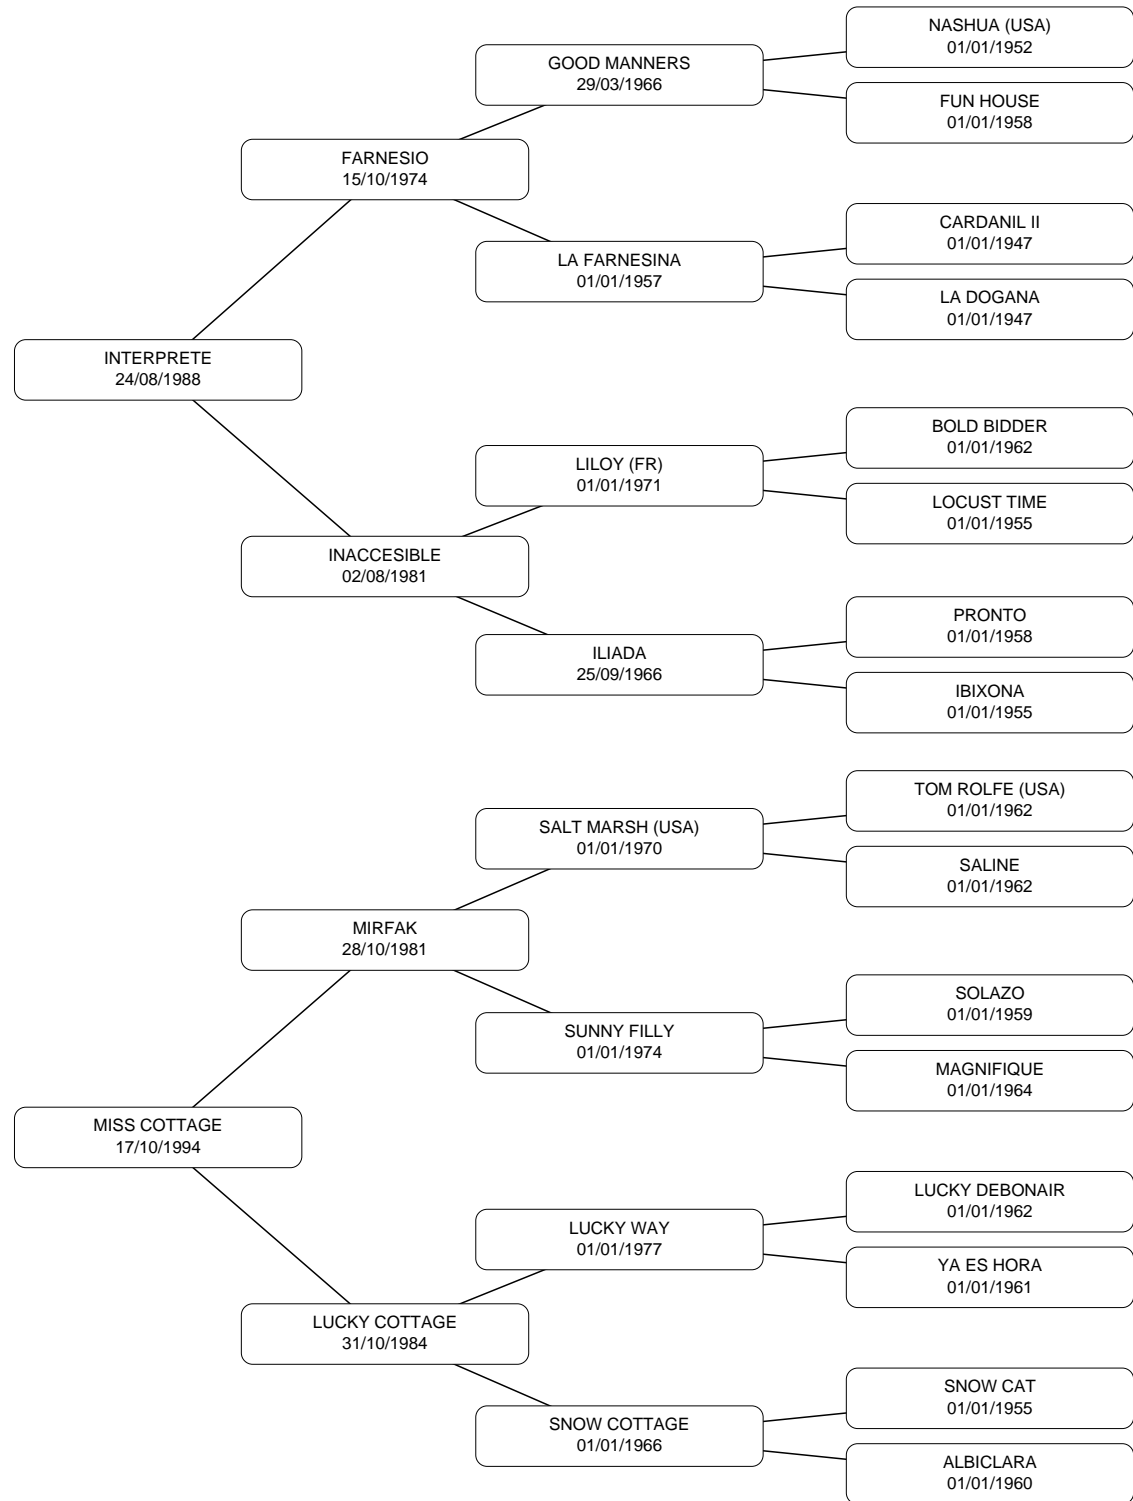 NASHUA (USA)
01/01/1952
GOOD MANNERS
29/03/1966
FUN HOUSE
01/01/1958
FARNESIO
15/10/1974
CARDANIL II
01/01/1947
LA FARNESINA
01/01/1957
LA DOGANA
01/01/1947
INTERPRETE
24/08/1988
BOLD BIDDER
01/01/1962
LILOY (FR)
01/01/1971
LOCUST TIME
01/01/1955
INACCESIBLE
02/08/1981
PRONTO
01/01/1958
ILIADA
25/09/1966
IBIXONA
01/01/1955
TOM ROLFE (USA)
01/01/1962
SALT MARSH (USA)
01/01/1970
SALINE
01/01/1962
MIRFAK
28/10/1981
SOLAZO
01/01/1959
SUNNY FILLY
01/01/1974
MAGNIFIQUE
01/01/1964
MISS COTTAGE
17/10/1994
LUCKY DEBONAIR
01/01/1962
LUCKY WAY
01/01/1977
YA ES HORA
01/01/1961
LUCKY COTTAGE
31/10/1984
SNOW CAT
01/01/1955
SNOW COTTAGE
01/01/1966
ALBICLARA
01/01/1960